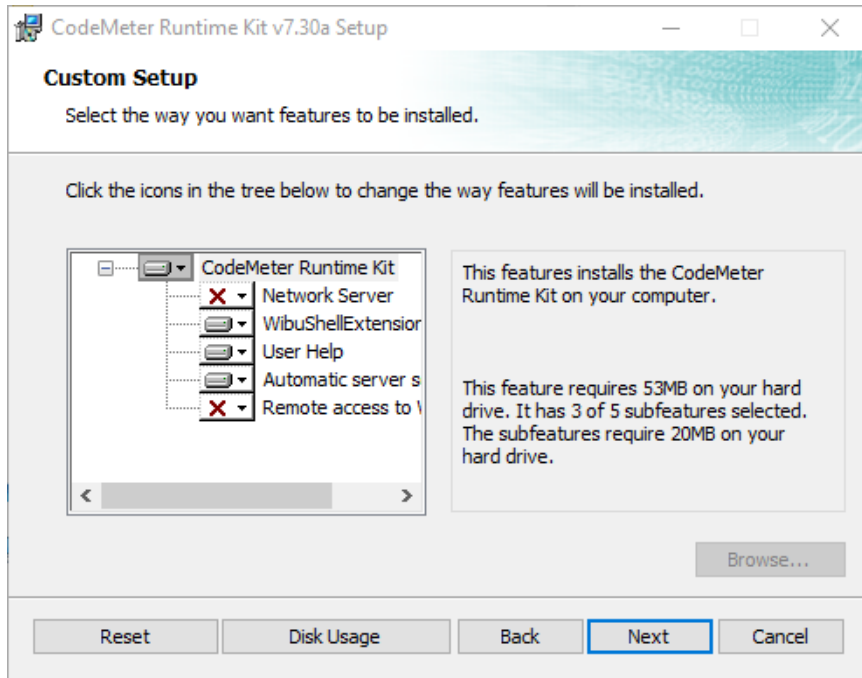 CodeMeter Runtime Kit v7.30a Setup
Custom Setup
Select the way you want features to be installed.
Click the icons in the tree below to change the way features will be installed.
CodeMeter Runtime Kit
Network Server
WibuShellExtension
User Help
Automatic server s
Remote access to
This features installs the CodeMeter
Runtime Kit on your computer.
This feature requires 53MB on your hard
drive. It has 3 of 5 subfeatures selected.
The subfeatures require 20MB on your
hard drive.
Browse...
Reset
Disk Usage
Back
Next
Cancel